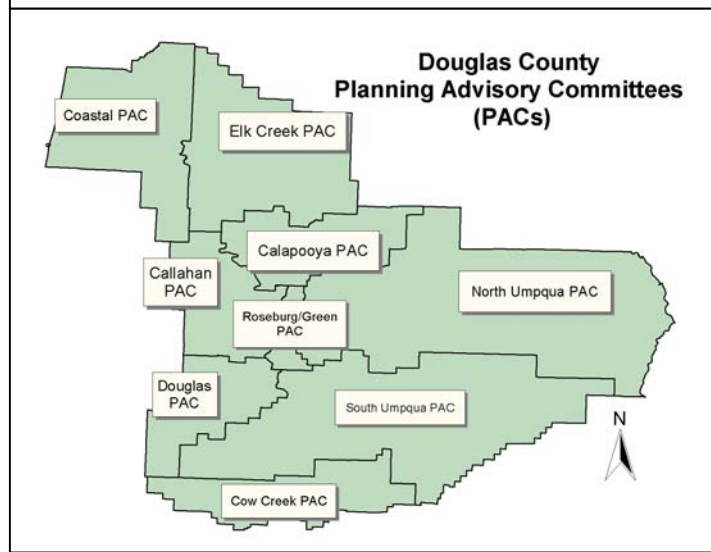 Douglas County
Planning Advisory Committees
(PACs)
Coastal PAC
Elk Creek PAC
Calapooya PAC
Callahan
PAC
North Umpqua PAC
Roseburg/Green
PAC
Douglas
PAC
South Umpqua PAC
N
Cow Creek PAC